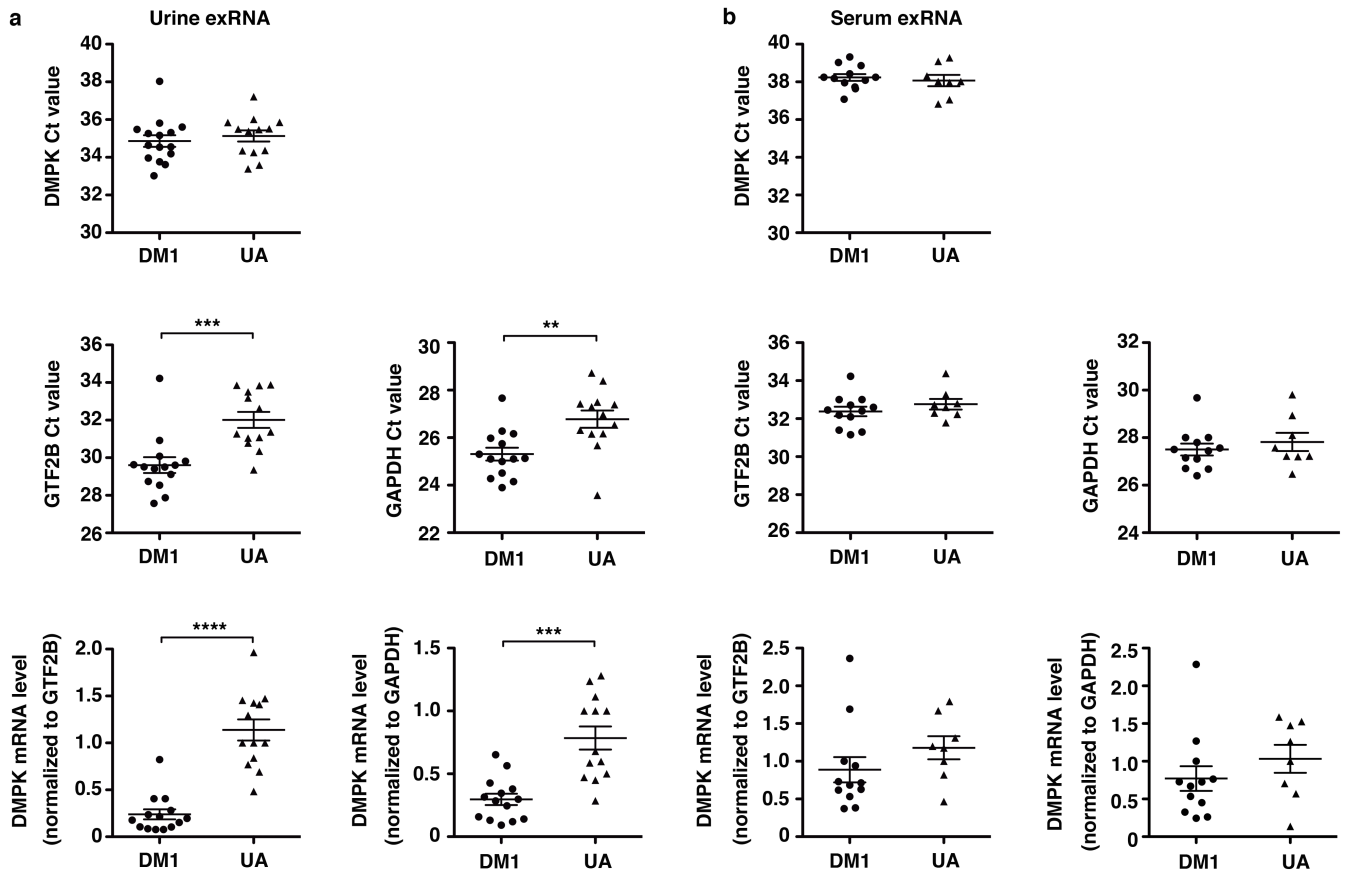 a
Urine exRNA
b
Serum exRNA
DMPK Ct value
40
38
36
34
32
30
DM1
UA
DMPK Ct value
40
38
36
34
32
30
DM1
UA
GTF2B Ct value
36
34
32
30
28
26
***
DM1
UA
GAPDH Ct value
30
28
26
24
22
**
DM1
UA
GTF2B Ct value
36
34
32
30
28
26
DM1
UA
GAPDH Ct value
32
30
28
26
24
DM1
UA
DMPK mRNA level
(normalized to GTF2B)
2.0
1.5
1.0
0.5
0
****
DM1
UA
DMPK mRNA level
(normalized to GAPDH)
1.5
1.0
0.5
0
***
DM1
UA
DMPK mRNA level
(normalized to GTF2B)
2.5
2.0
1.5
1.0
0.5
0
DM1
UA
DMPK mRNA level
(normalized to GAPDH)
2.5
2.0
1.5
1.0
0.5
0
DM1
UA